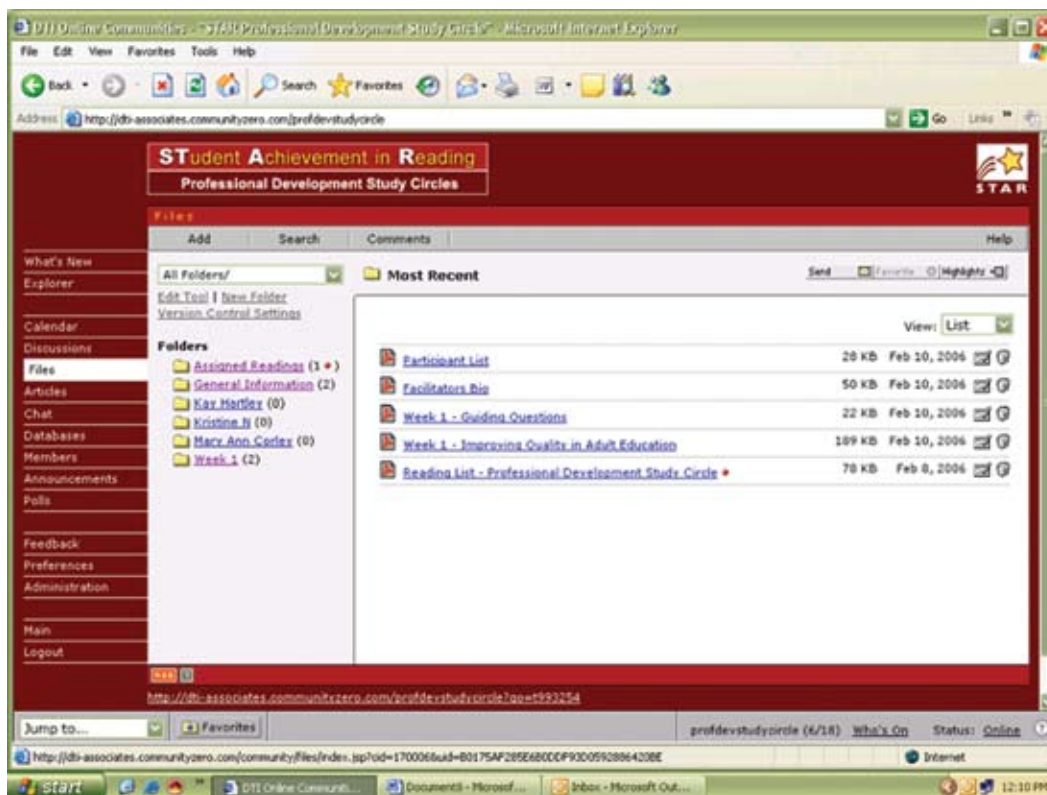 DTI Online Communities - "STAR Professional Development Study Circle" - Microsoft Internet Explorer
File Edit View Favorites Tools Help
Back Search Favorites
Address http://dti-associates.communityzero.com/profdevstudycircle Go Links
STudent Achievement in Reading
Professional Development Study Circles
STAR
Files
Add Search Comments Help
What's New
Explorer
Calendar
Discussions
Files
Articles
Chat
Databases
Members
Announcements
Polls
Feedback
Preferences
Administration
Main
Logout
All Folders/
Edit Tool | New Folder
Version Control Settings
Folders
Assigned Readings (1 )
General Information (2)
Kay Hartley (0)
Kristine N (0)
Mary Ann Corley (0)
Week 1 (2)
Most Recent
Send Favorite Highlights
View: List
Participant List 28 KB Feb 10, 2006
Facilitators Bio 50 KB Feb 10, 2006
Week 1 - Guiding Questions 22 KB Feb 10, 2006
Week 1 - Improving Quality in Adult Education 189 KB Feb 10, 2006
Reading List - Professional Development Study Circle 78 KB Feb 8, 2006
http://dti-associates.communityzero.com/profdevstudycircle?go=t993254
Jump to... Favorites profdevstudycircle (6/18) Who's On Status: Online
Internet
start DTI Online Communiti... Document8 - Microsof... Inbox - Microsoft Out... 12:10 PM